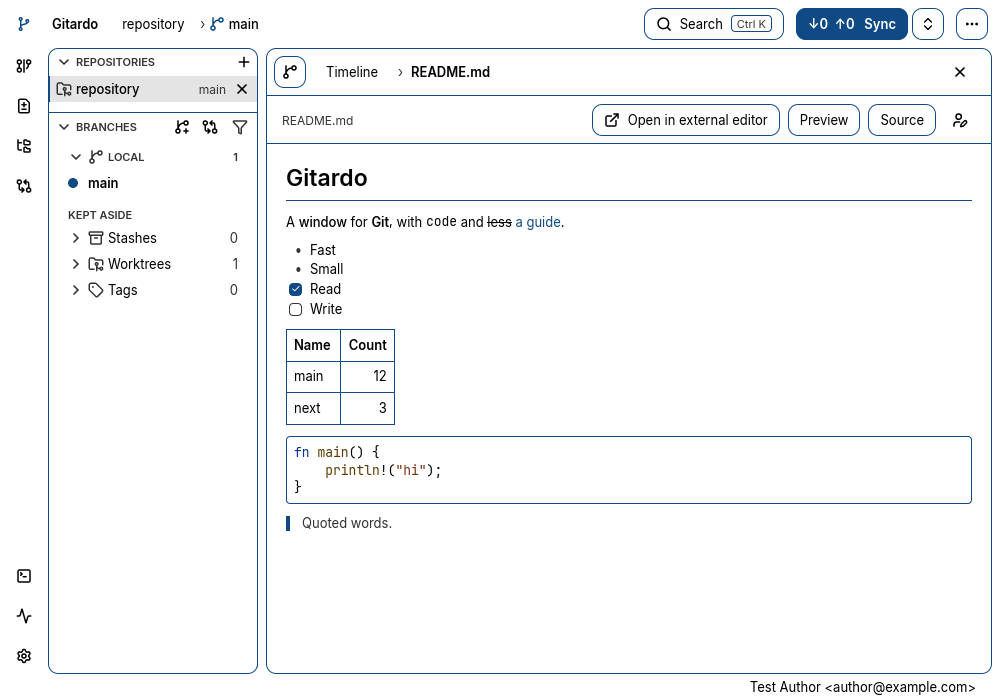 Gitardo repository › main
Search Ctrl K
↓0 ↑0 Sync
REPOSITORIES
repository main
BRANCHES
LOCAL 1
main
KEPT ASIDE
Stashes 0
Worktrees 1
Tags 0
Timeline › README.md
README.md
Open in external editor
Preview
Source
Gitardo
A window for Git, with code and less a guide.
• Fast
• Small
Read
Write
Name Count
main 12
next 3
fn main() {
    println!("hi");
}
Quoted words.
Test Author <author@example.com>